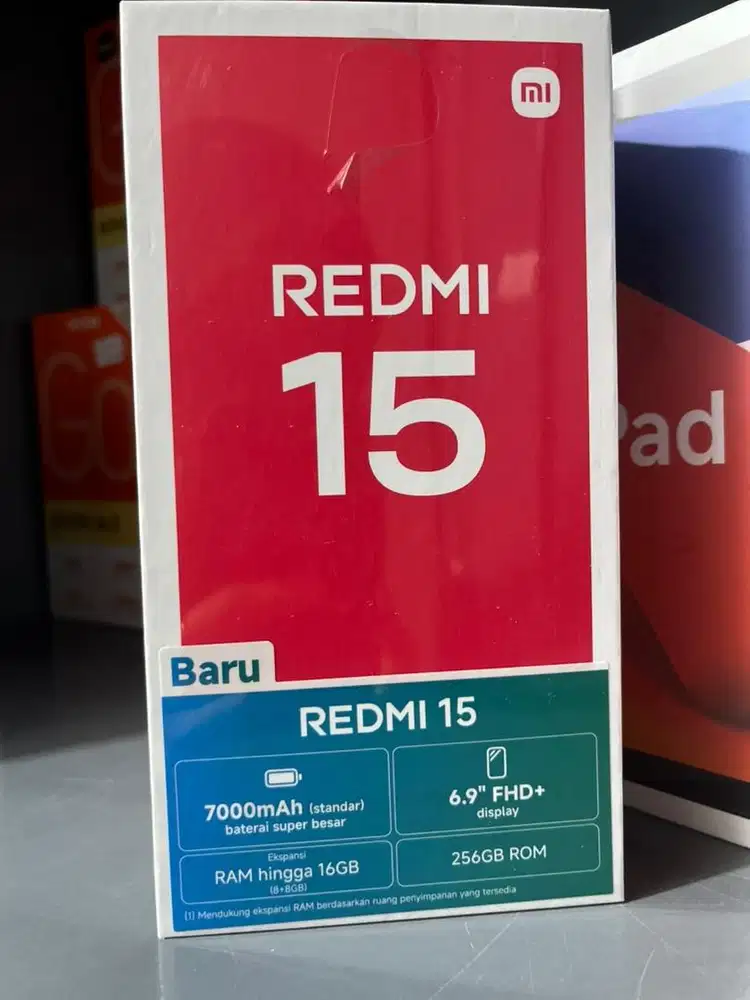 mi
REDMI
15
Baru
REDMI 15
7000mAh (standar)
baterai super besar
6.9" FHD+
display
Ekspansi
RAM hingga 16GB
(8+8GB)
256GB ROM
(1) Mendukung ekspansi RAM berdasarkan ruang penyimpanan yang tersedia
Pad
GO